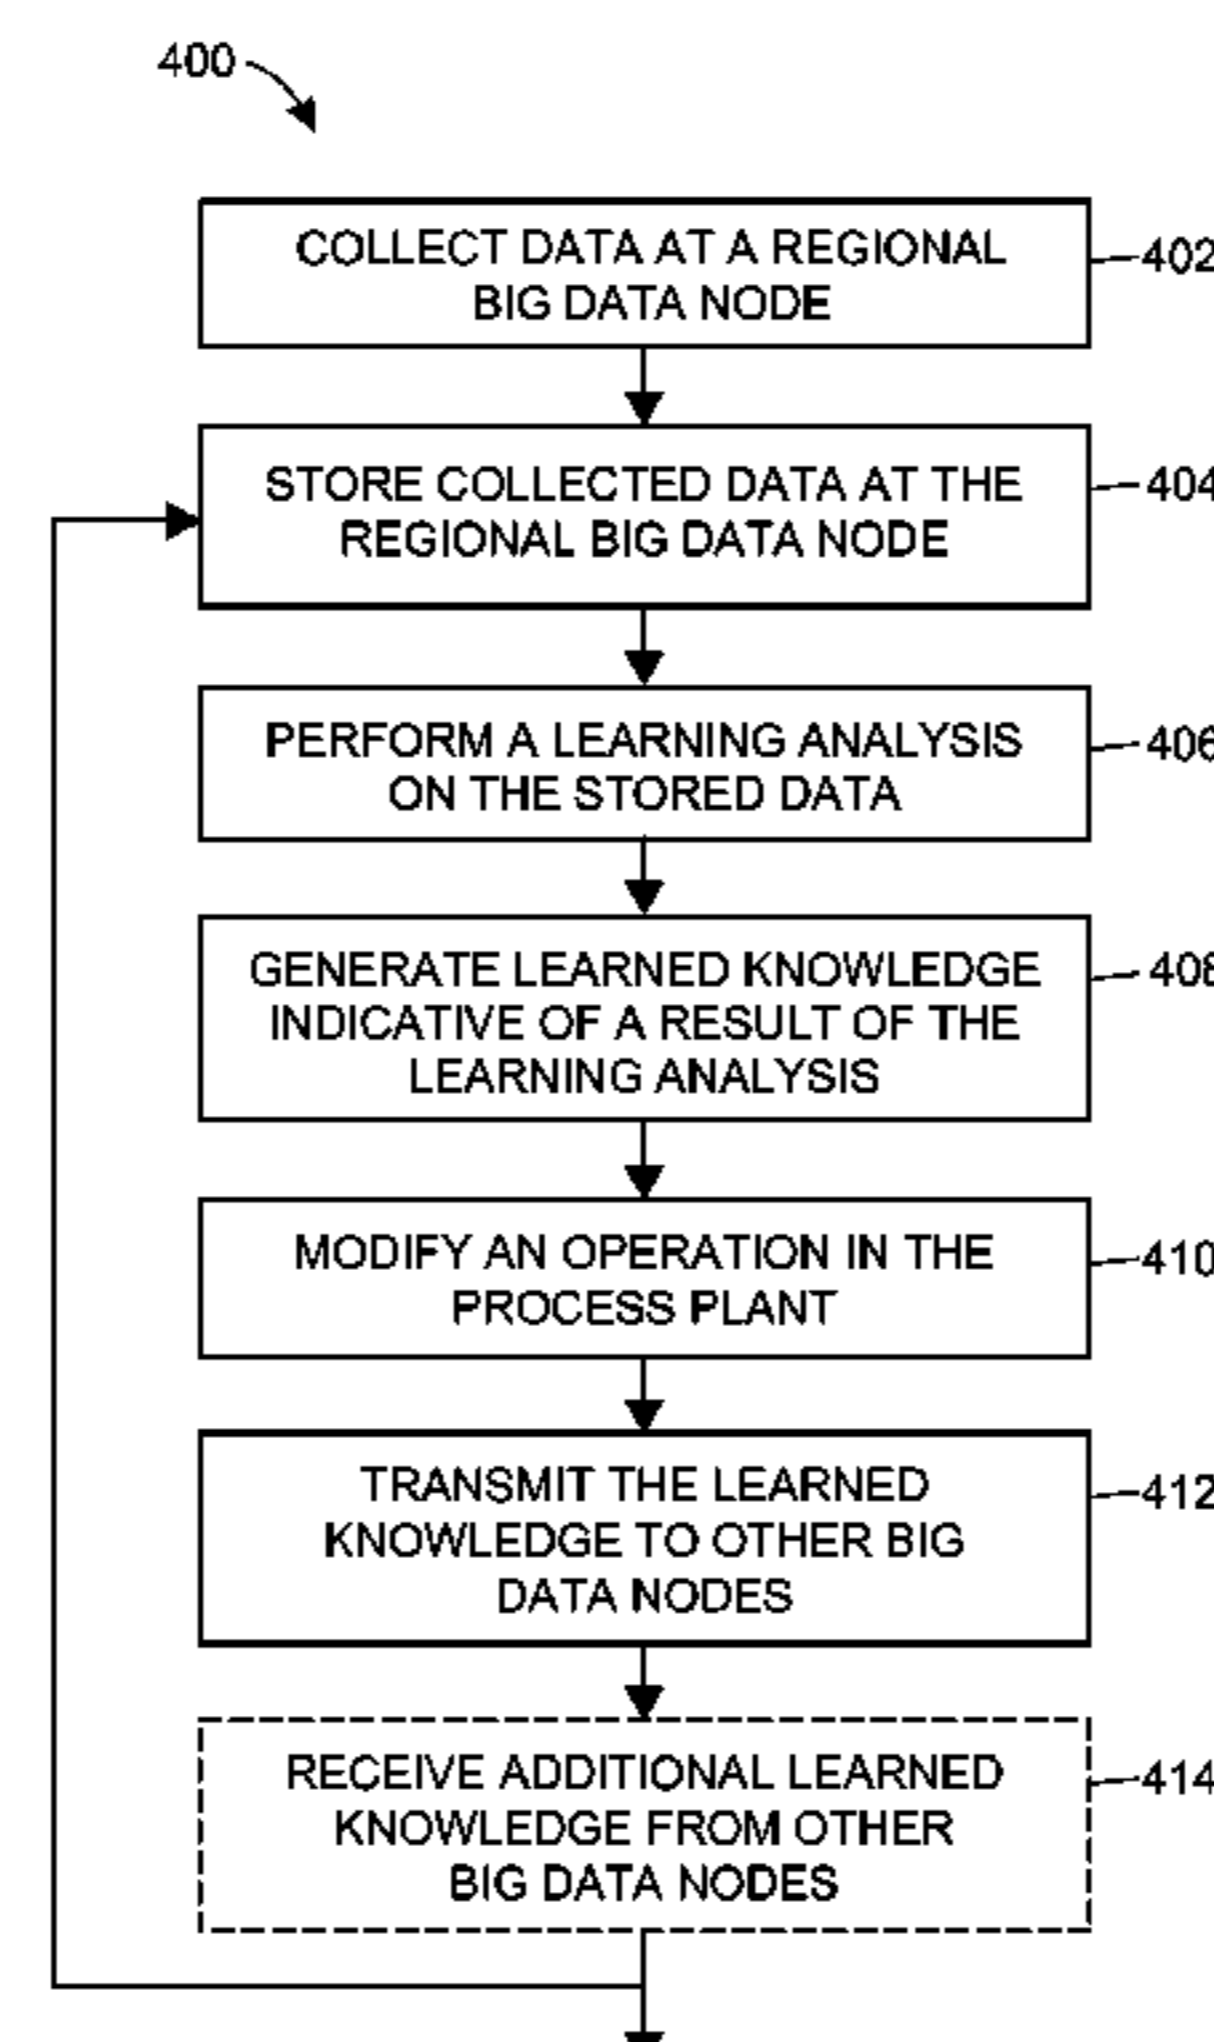 400
COLLECT DATA AT A REGIONAL
BIG DATA NODE
402
STORE COLLECTED DATA AT THE
REGIONAL BIG DATA NODE
404
PERFORM A LEARNING ANALYSIS
ON THE STORED DATA
406
GENERATE LEARNED KNOWLEDGE
INDICATIVE OF A RESULT OF THE
LEARNING ANALYSIS
408
MODIFY AN OPERATION IN THE
PROCESS PLANT
410
TRANSMIT THE LEARNED
KNOWLEDGE TO OTHER BIG
DATA NODES
412
RECEIVE ADDITIONAL LEARNED
KNOWLEDGE FROM OTHER
BIG DATA NODES
414